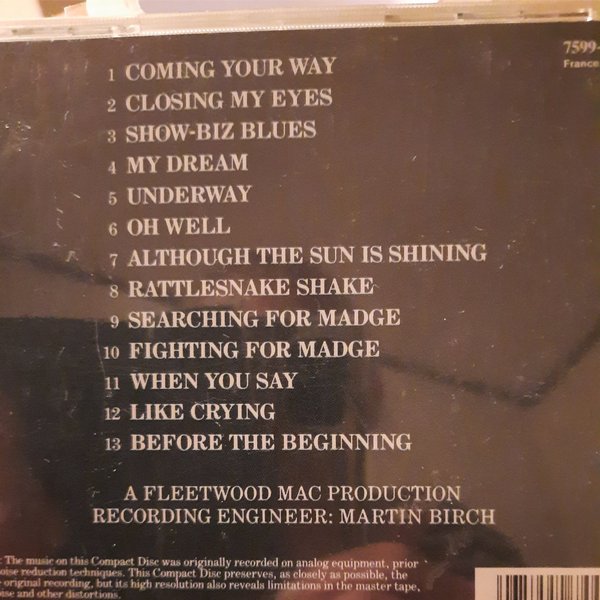 7599-
France
1 COMING YOUR WAY
2 CLOSING MY EYES
3 SHOW-BIZ BLUES
4 MY DREAM
5 UNDERWAY
6 OH WELL
7 ALTHOUGH THE SUN IS SHINING
8 RATTLESNAKE SHAKE
9 SEARCHING FOR MADGE
10 FIGHTING FOR MADGE
11 WHEN YOU SAY
12 LIKE CRYING
13 BEFORE THE BEGINNING
A FLEETWOOD MAC PRODUCTION
RECORDING ENGINEER: MARTIN BIRCH
: The music on this Compact Disc was originally recorded on analog equipment, prior
noise reduction techniques. This Compact Disc preserves, as closely as possible, the
original recording, but its high resolution also reveals limitations in the master tape,
noise and other distortions.